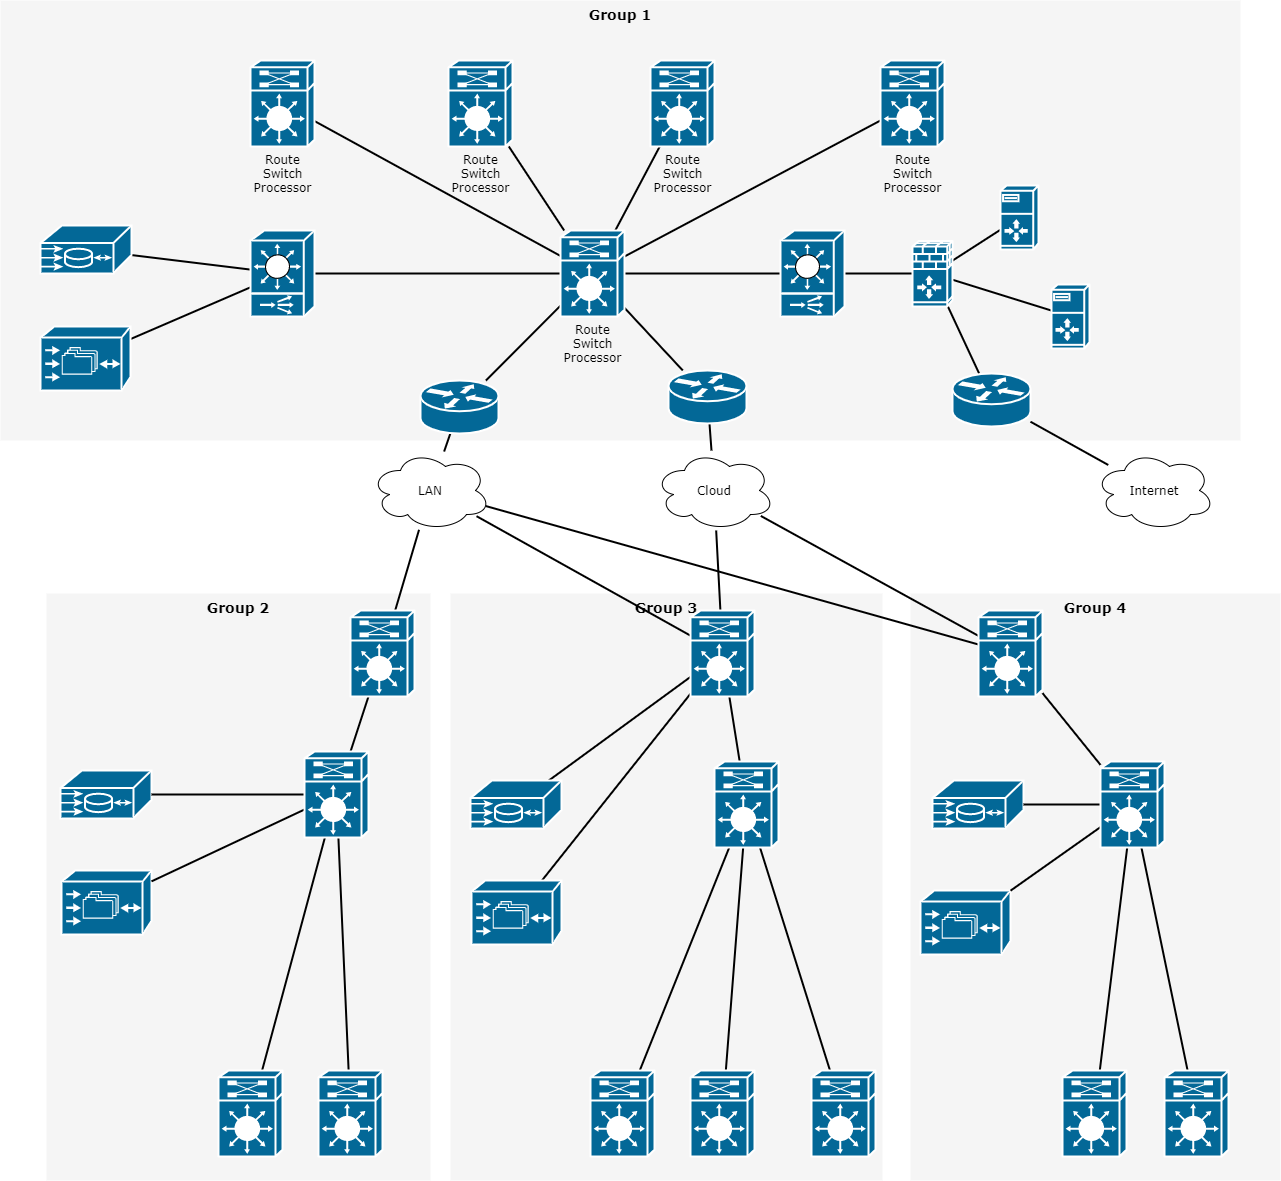 Group 1
Route
Switch
Processor
Route
Switch
Processor
Route
Switch
Processor
Route
Switch
Processor
Route
Switch
Processor
LAN
Cloud
Internet
Group 2
Group 3
Group 4